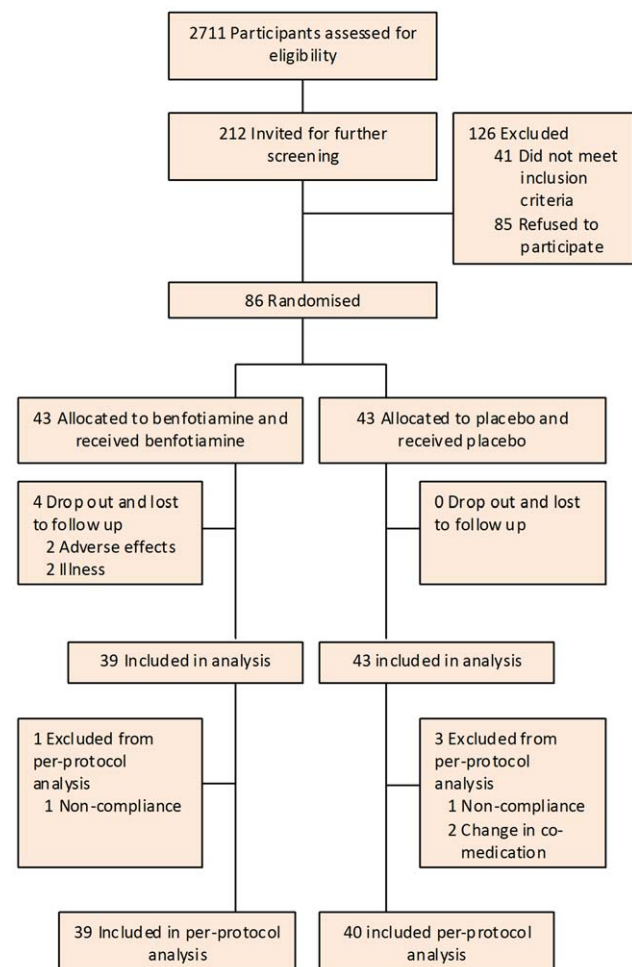 2711 Participants assessed for
eligibility
212 Invited for further
screening
126 Excluded
41 Did not meet
inclusion
criteria
85 Refused to
participate
86 Randomised
43 Allocated to benfotiamine and
received benfotiamine
43 Allocated to placebo and
received placebo
4 Drop out and lost
to follow up
2 Adverse effects
2 Illness
0 Drop out and lost
to follow up
39 Included in analysis
43 included in analysis
1 Excluded from
per-protocol
analysis
1 Non-compliance
3 Excluded from
per-protocol
analysis
1 Non-compliance
2 Change in co-
medication
39 Included in per-protocol
analysis
40 included per-protocol
analysis